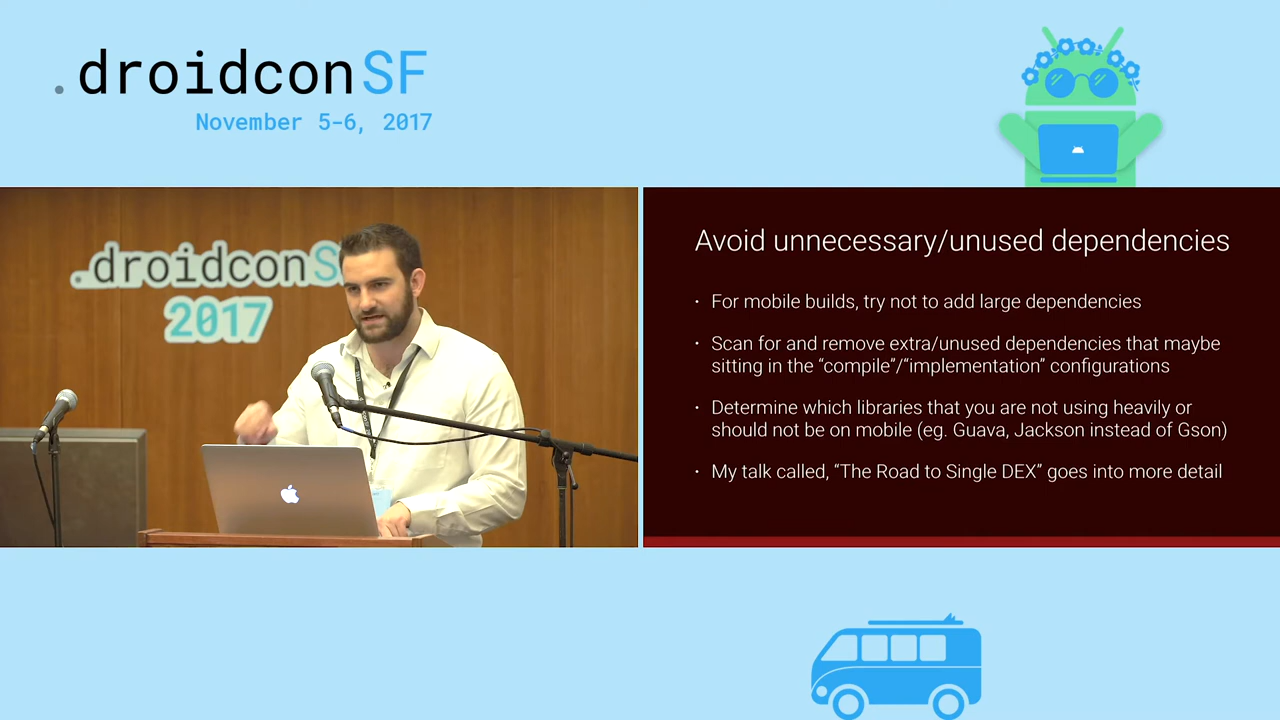 .droidconSF
November 5-6, 2017
.droidconS
2017
Avoid unnecessary/unused dependencies
• For mobile builds, try not to add large dependencies
• Scan for and remove extra/unused dependencies that maybe
sitting in the “compile”/“implementation” configurations
• Determine which libraries that you are not using heavily or
should not be on mobile (eg. Guava, Jackson instead of Gson)
• My talk called, “The Road to Single DEX” goes into more detail